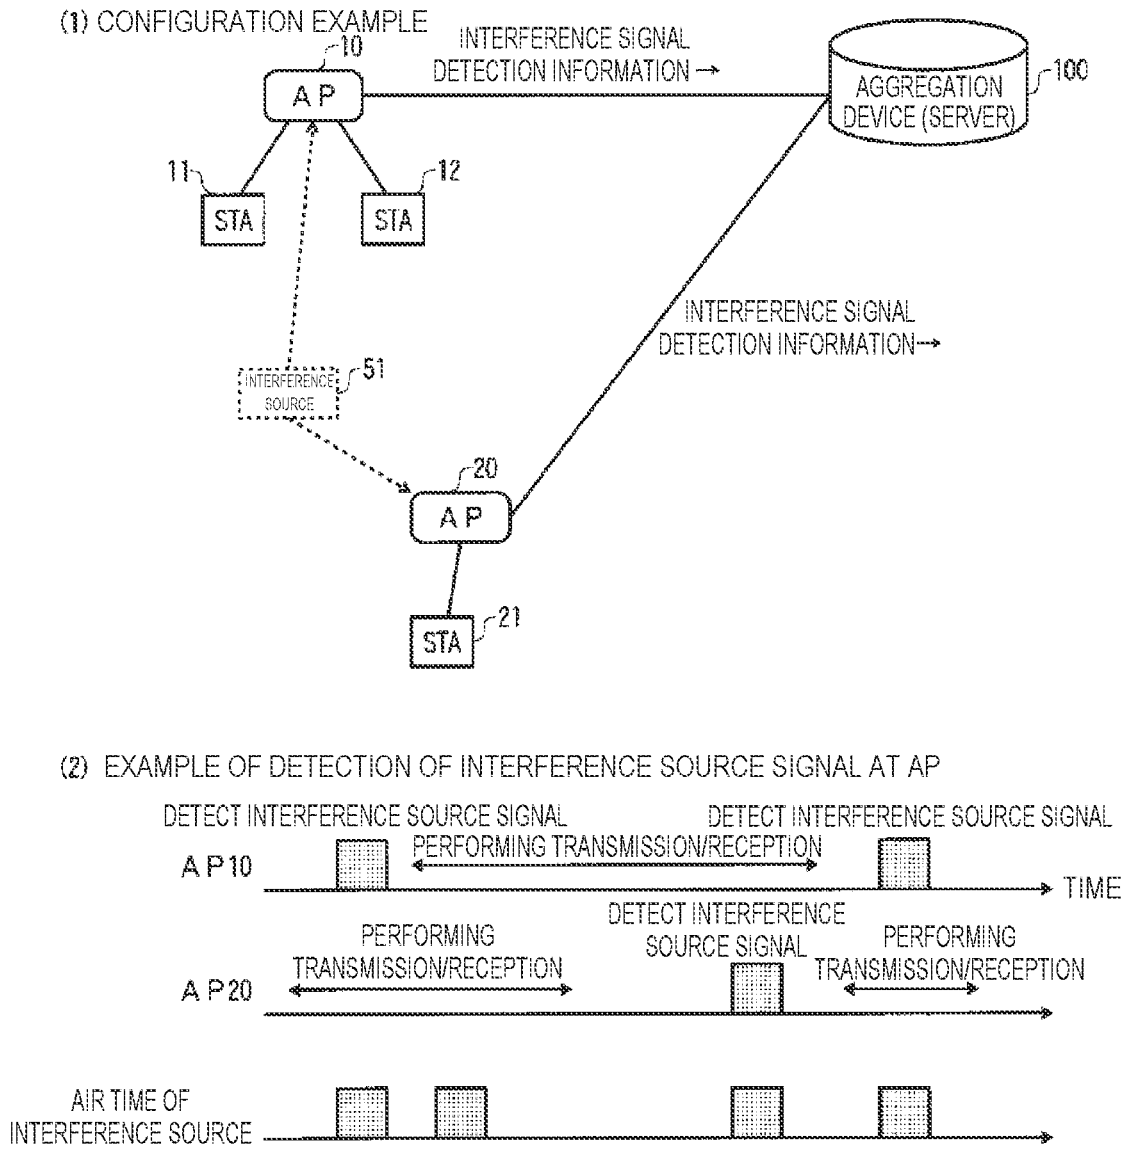 (1) CONFIGURATION EXAMPLE
10
AP
INTERFERENCE SIGNAL
DETECTION INFORMATION →
AGGREGATION
DEVICE (SERVER)
100
11
STA
12
STA
INTERFERENCE SIGNAL
DETECTION INFORMATION→
INTERFERENCE
SOURCE
51
20
AP
21
STA
(2) EXAMPLE OF DETECTION OF INTERFERENCE SOURCE SIGNAL AT AP
DETECT INTERFERENCE SOURCE SIGNAL
DETECT INTERFERENCE SOURCE SIGNAL
PERFORMING TRANSMISSION/RECEPTION
AP10
TIME
DETECT INTERFERENCE
SOURCE SIGNAL
PERFORMING
TRANSMISSION/RECEPTION
PERFORMING
TRANSMISSION/RECEPTION
AP20
AIR TIME OF
INTERFERENCE SOURCE